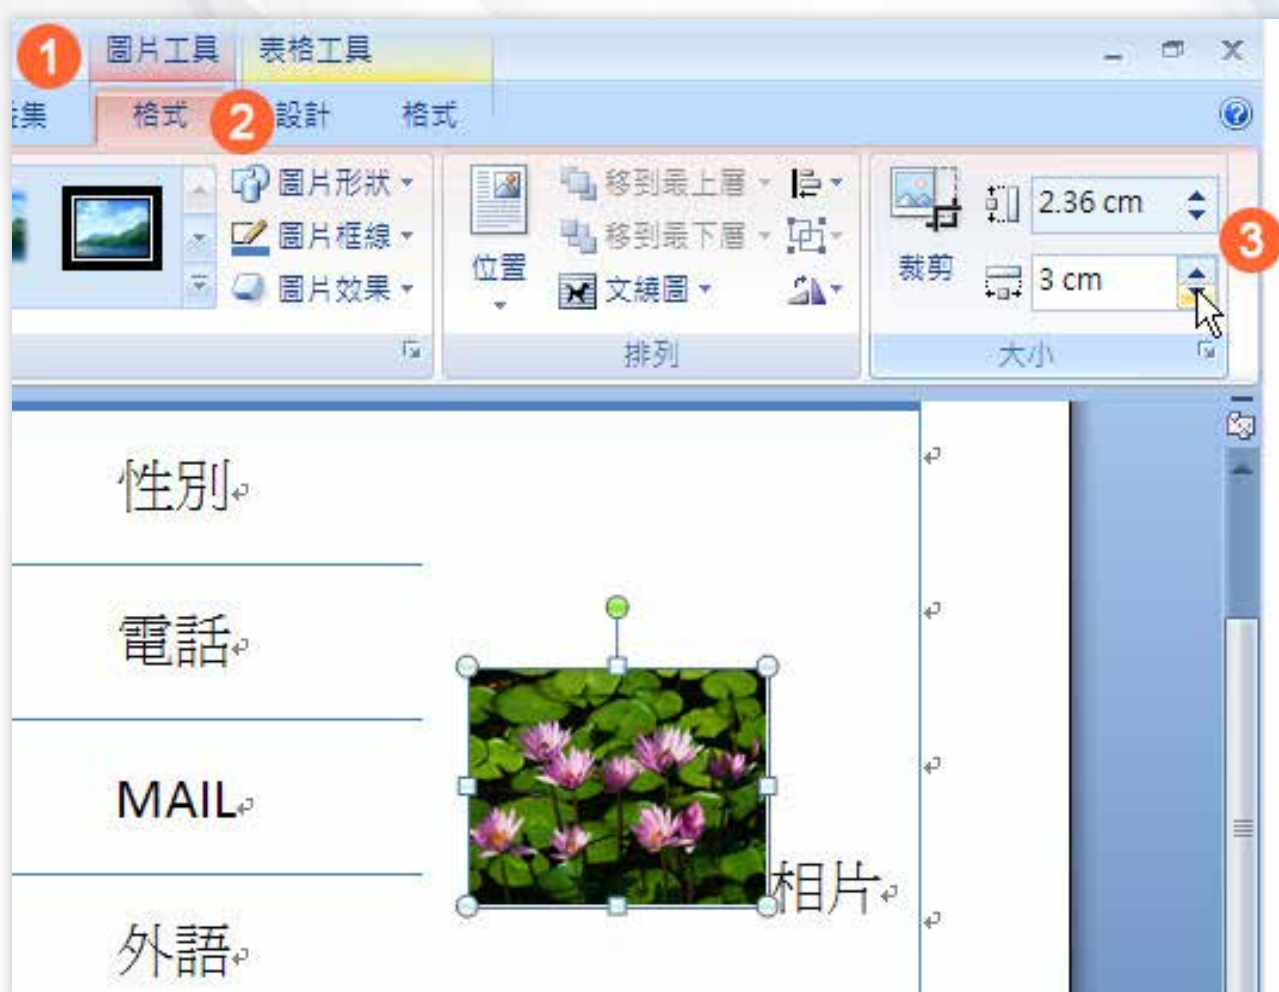 1 圖片工具 表格工具
集 格式 2 設計 格式
圖片形狀
圖片框線
圖片效果
位置
移到最上層
移到最下層
文繞圖
排列
裁剪
2.36 cm
3 cm
3
大小
性別
電話
MAIL
相片
外語